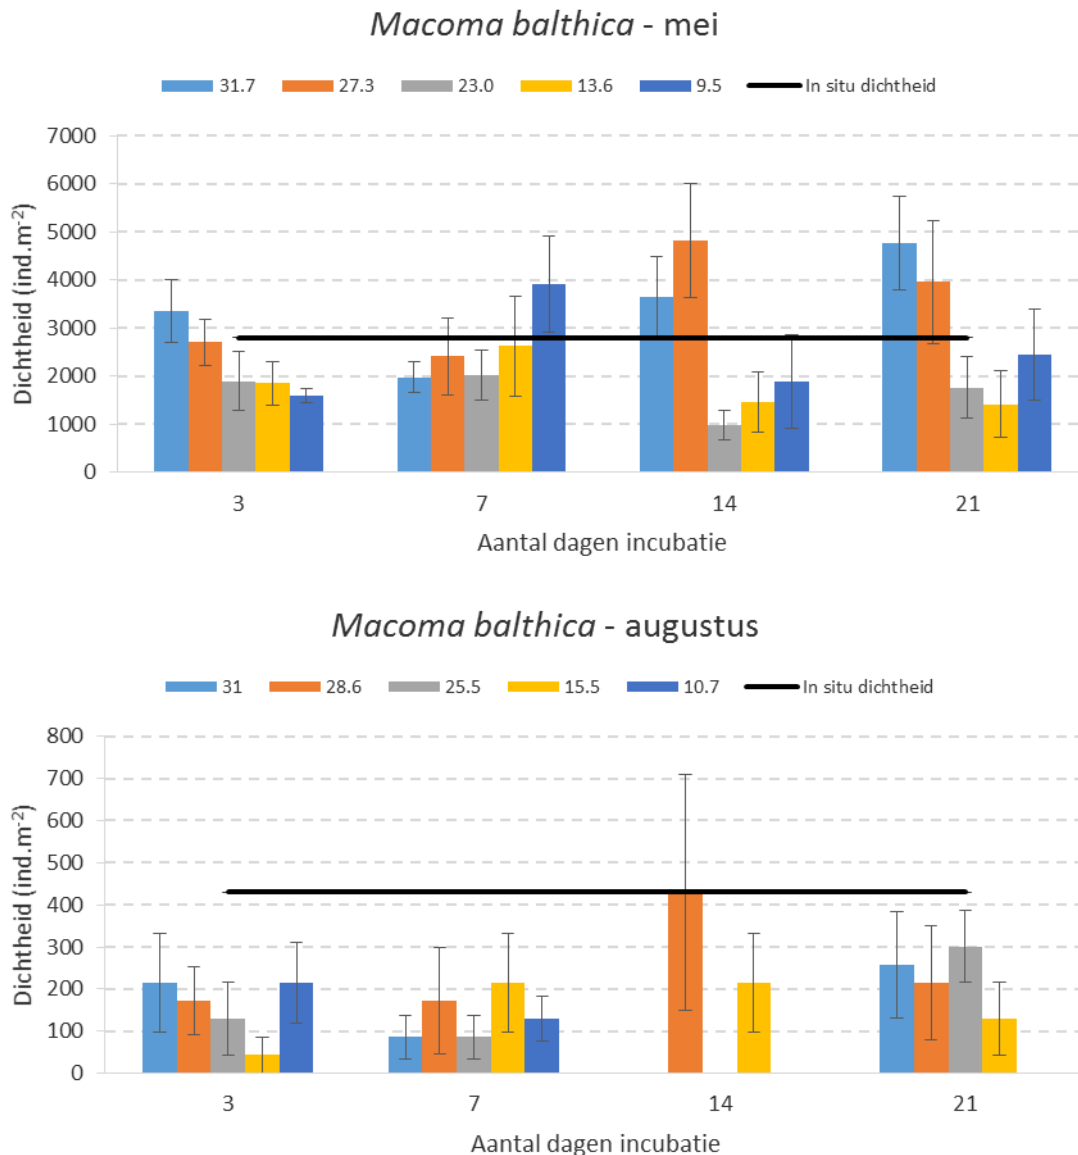 Macoma balthica - mei
31.7 27.3 23.0 13.6 9.5 In situ dichtheid
Dichtheid (ind.m-2)
7000
6000
5000
4000
3000
2000
1000
0
3 7 14 21
Aantal dagen incubatie
Macoma balthica - augustus
31 28.6 25.5 15.5 10.7 In situ dichtheid
Dichtheid (ind.m-2)
800
700
600
500
400
300
200
100
0
3 7 14 21
Aantal dagen incubatie